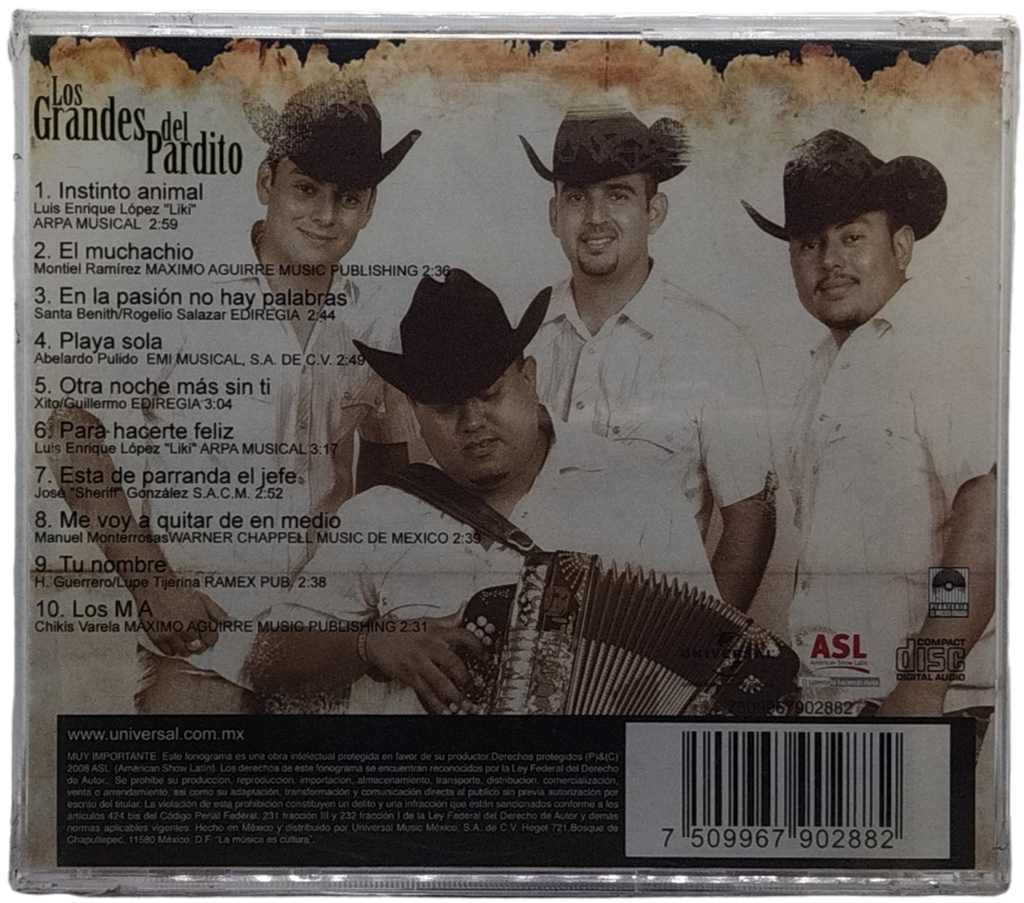 Los
Grandes del
Pardito
1. Instinto animal
Luis Enrique López "Liki"
ARPA MUSICAL 2:59
2. El muchachio
Montiel Ramírez MAXIMO AGUIRRE MUSIC PUBLISHING 2:36
3. En la pasión no hay palabras
Santa Benith/Rogelio Salazar EDIREGIA 2:44
4. Playa sola
Abelardo Pulido EMI MUSICAL, S.A. DE C.V. 2:49
5. Otra noche más sin ti
Xito/Guillermo EDIREGIA 3:04
6. Para hacerte feliz
Luis Enrique López "Liki" ARPA MUSICAL 3:17
7. Esta de parranda el jefe
José "Sheriff" González S.A.C.M. 2:52
8. Me voy a quitar de en medio
Manuel MonterrosasWARNER CHAPPELL MUSIC DE MEXICO 2:39
9. Tu nombre
H. Guerrero/Lupe Tijerina RAMEX PUB. 2:38
10. Los M A
Chikis Varela MAXIMO AGUIRRE MUSIC PUBLISHING 2:31
PIRATERIA
UNIVERSAL
ASL
American Show Latin
COMPACT
disc
DIGITAL AUDIO
7509967902882
www.universal.com.mx
MUY IMPORTANTE. Este fonograma es una obra intelectual protegida en favor de su productor.Derechos protegidos (P)&(C)
2008 ASL (American Show Latin). Los derechos de este fonograma se encuentran reconocidos por la Ley Federal del Derecho
de Autor., Se prohibe su produccion, reproduccion, importacion, almacenamiento, transporte, distribucion, comercialización
venta o arrendamiento, asi como su adaptación, transformación y comunicación directa al publico sin previa autorizacion por
escrito del titular. La violación de esta prohibicion constituyen un delito y una infracción que están sancionados conforme a los
artículos 424 bis del Código Penal Federal, 231 fracción III y 232 fracción I de la Ley Federal del Derecho de Autor y demás
normas aplicables vigentes. Hecho en México y distribuido por Universal Music México, S.A. de C.V. Hegel 721.Bosque de
Chapultepec, 11580 México, D.F. "La música es cultura".
7 509967 902882